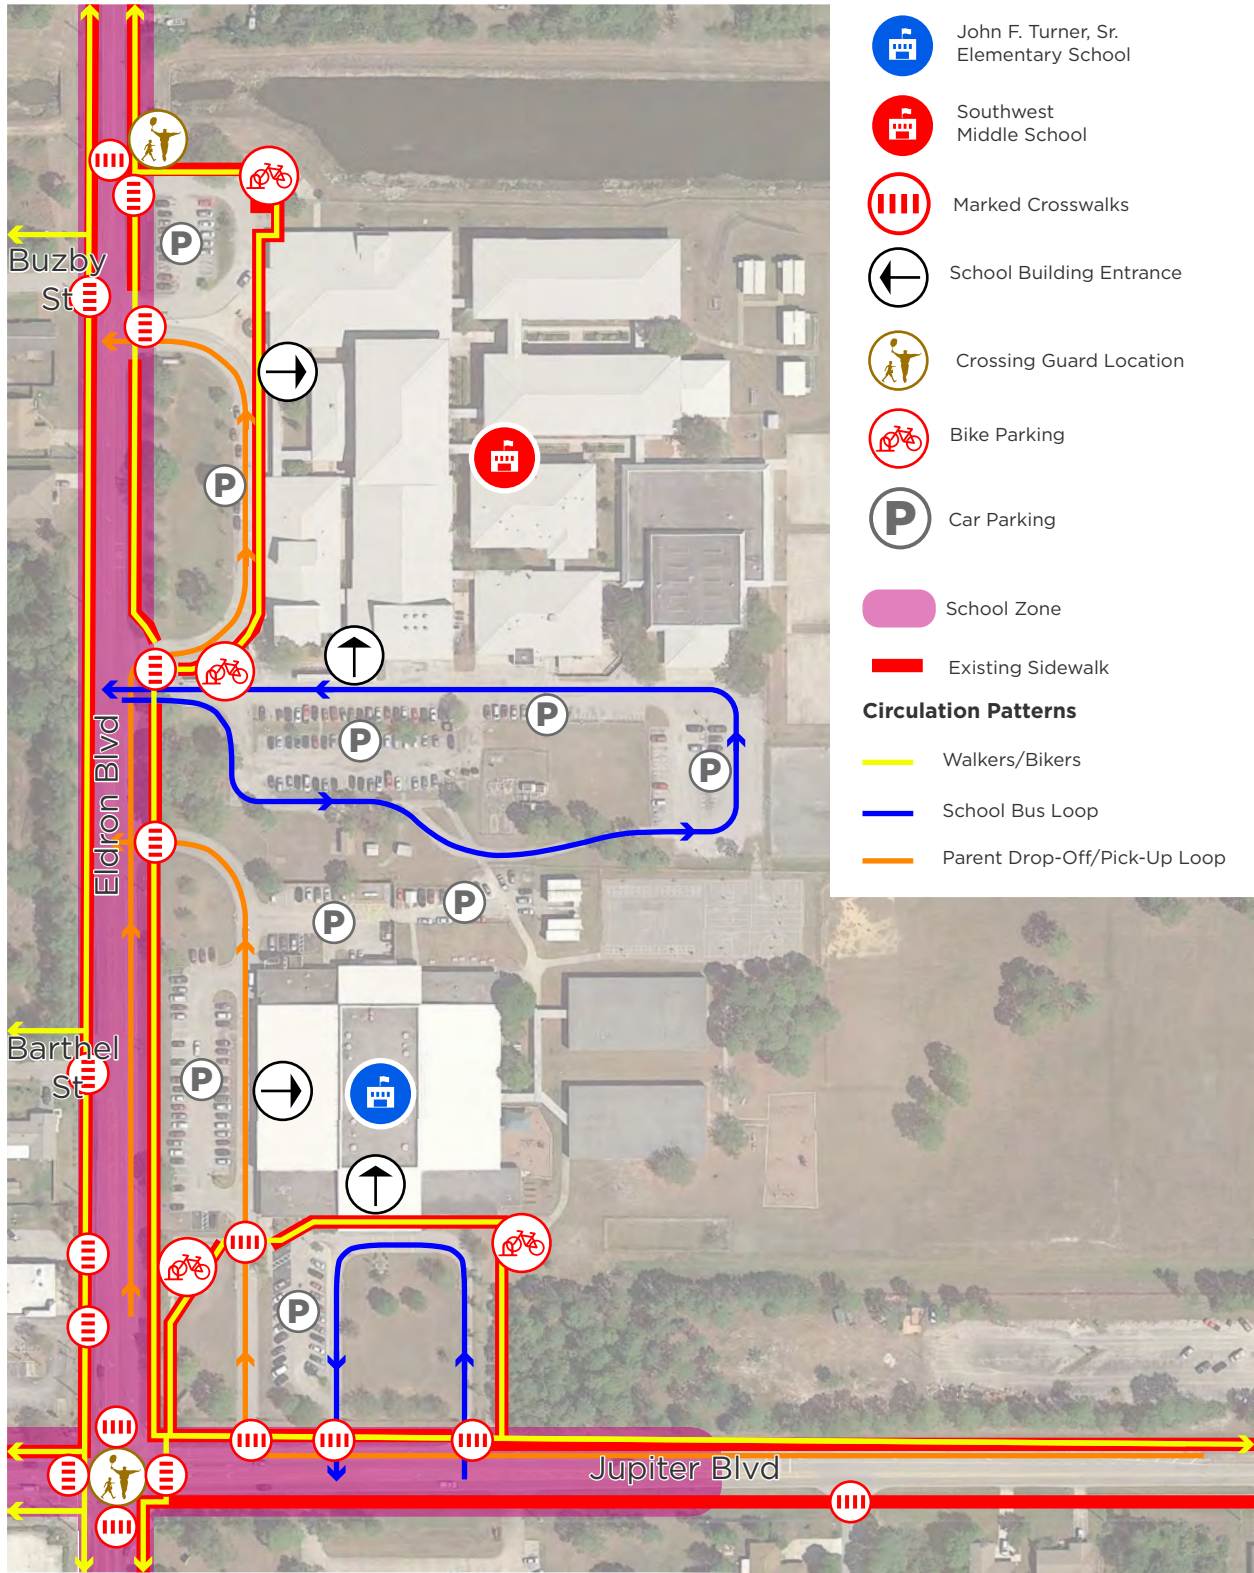 John F. Turner, Sr.
Elementary School
Southwest
Middle School
Marked Crosswalks
School Building Entrance
Crossing Guard Location
Bike Parking
P
Car Parking
School Zone
Existing Sidewalk
Circulation Patterns
Walkers/Bikers
School Bus Loop
Parent Drop-Off/Pick-Up Loop
Buzby
St
P
P
P
P
P
Eldron Blvd
P
P
Barthel
St
P
P
Jupiter Blvd